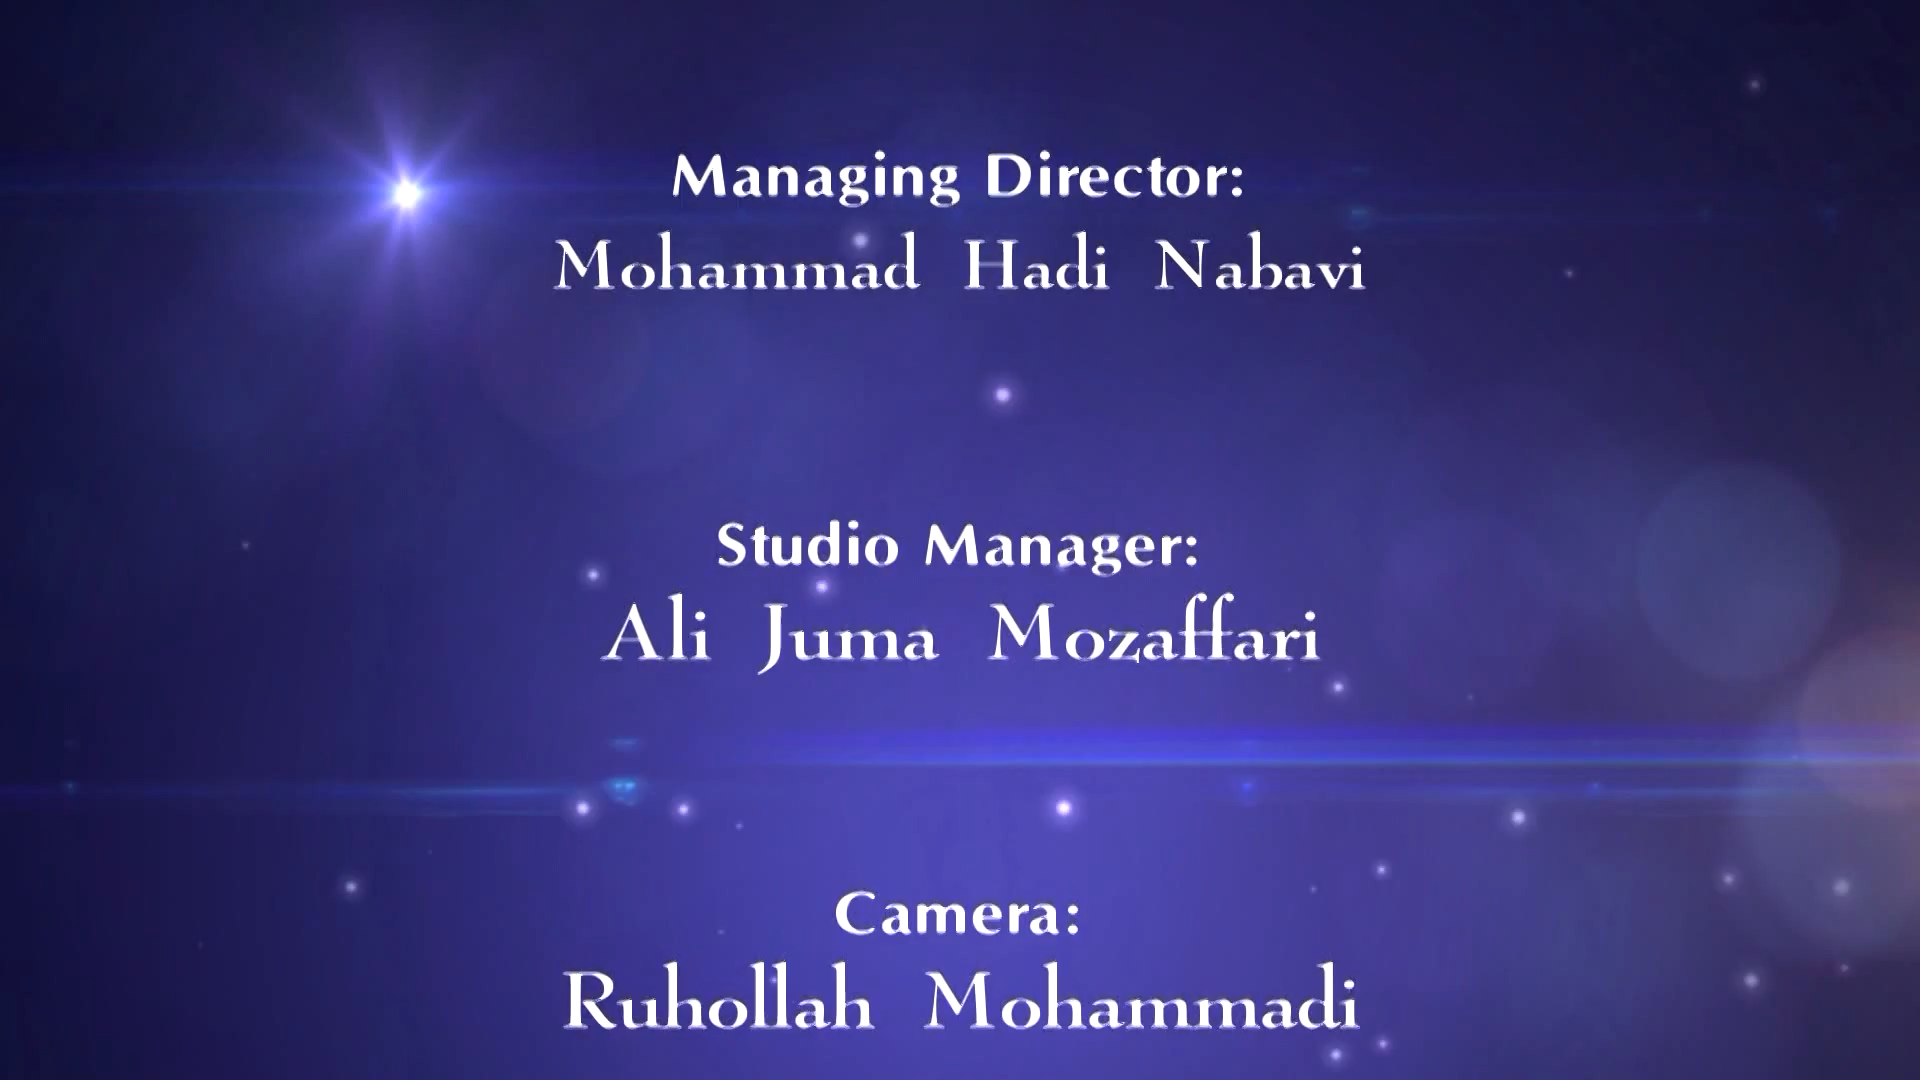 Managing Director:
Mohammad Hadi Nabavi
Studio Manager:
Ali Juma Mozaffari
Camera:
Ruhollah Mohammadi